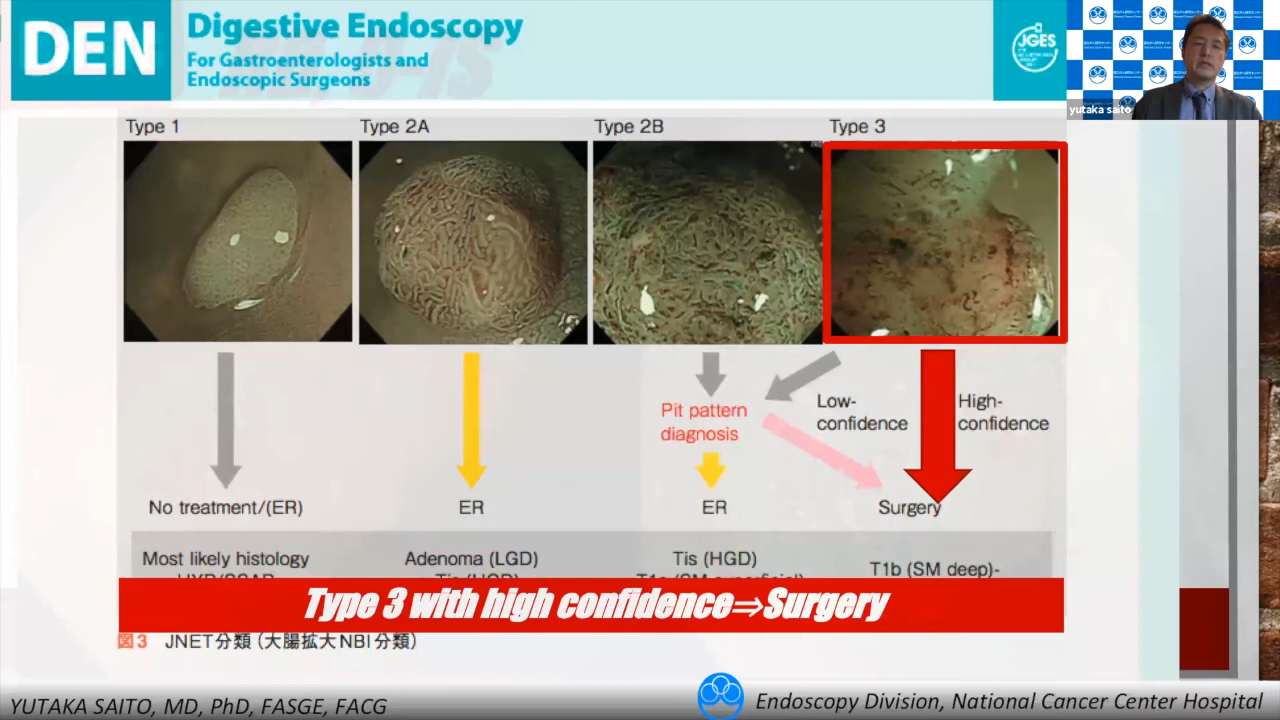 DEN
Digestive Endoscopy
For Gastroenterologists and
Endoscopic Surgeons
JGES
yutaka saito
Type 1
Type 2A
Type 2B
Type 3
Pit pattern
diagnosis
Low-
confidence
High-
confidence
No treatment/(ER)
ER
ER
Surgery
Most likely histology
Adenoma (LGD)
Tis (HGD)
T1b (SM deep)-
Type 3 with high confidence⇒Surgery
図3 JNET分類（大腸拡大NBI分類）
YUTAKA SAITO, MD, PhD, FASGE, FACG
Endoscopy Division, National Cancer Center Hospital